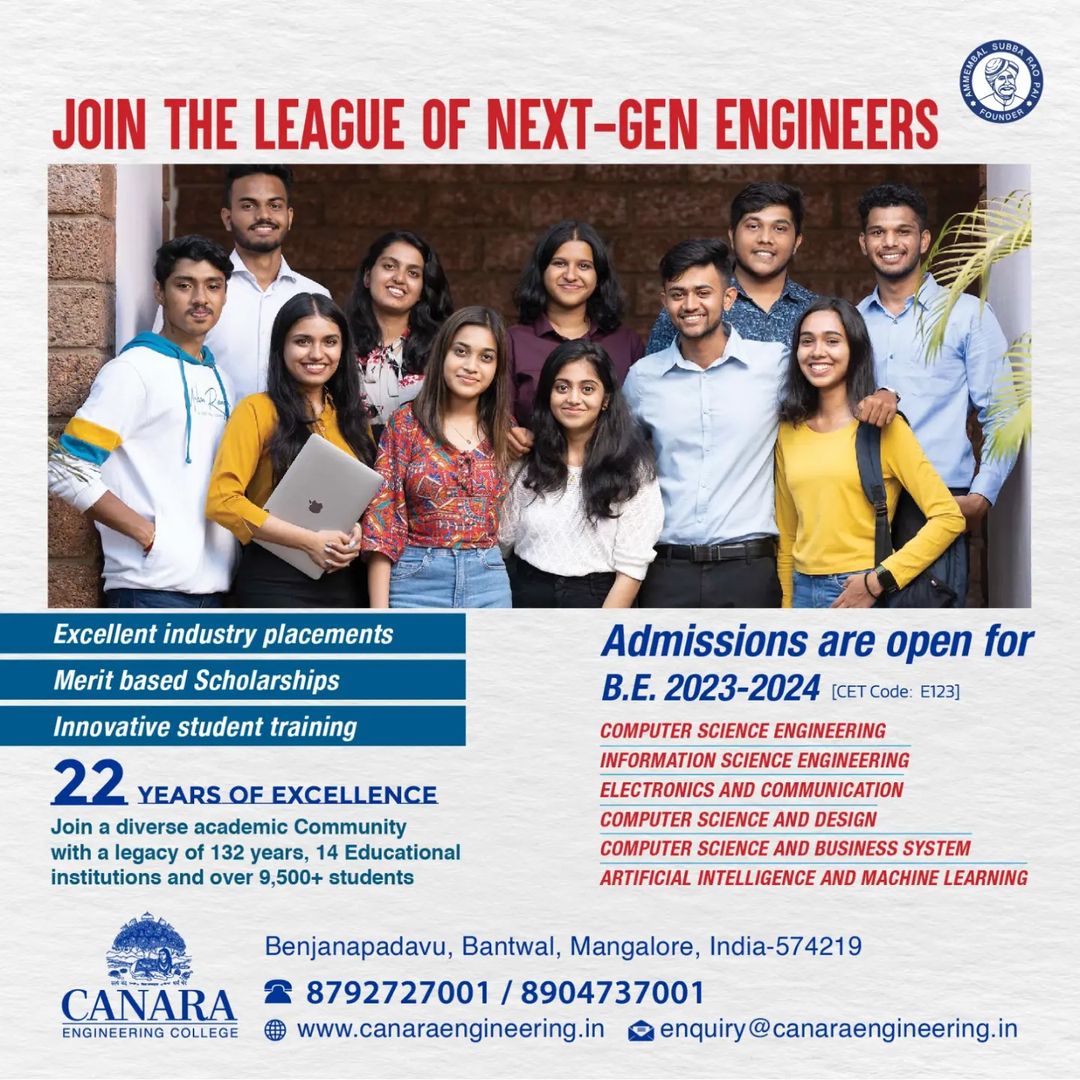 AMMEMBAL SUBBA RAO PAI
FOUNDER
JOIN THE LEAGUE OF NEXT-GEN ENGINEERS
Excellent industry placements
Merit based Scholarships
Innovative student training
22 YEARS OF EXCELLENCE
Join a diverse academic Community
with a legacy of 132 years, 14 Educational
institutions and over 9,500+ students
Admissions are open for
B.E. 2023-2024 [CET Code: E123]
COMPUTER SCIENCE ENGINEERING
INFORMATION SCIENCE ENGINEERING
ELECTRONICS AND COMMUNICATION
COMPUTER SCIENCE AND DESIGN
COMPUTER SCIENCE AND BUSINESS SYSTEM
ARTIFICIAL INTELLIGENCE AND MACHINE LEARNING
CANARA
ENGINEERING COLLEGE
Benjanapadavu, Bantwal, Mangalore, India-574219
8792727001 / 8904737001
www.canaraengineering.in enquiry@canaraengineering.in